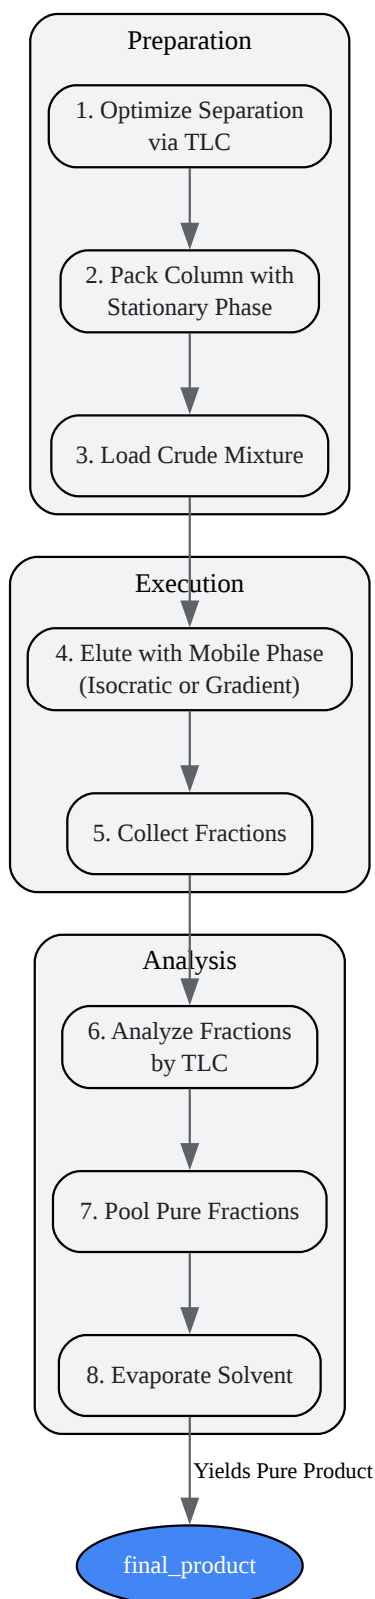 Preparation
1. Optimize Separation
via TLC
2. Pack Column with
Stationary Phase
3. Load Crude Mixture
Execution
4. Elute with Mobile Phase
(Isocratic or Gradient)
5. Collect Fractions
Analysis
6. Analyze Fractions
by TLC
7. Pool Pure Fractions
8. Evaporate Solvent
Yields Pure Product
final_product